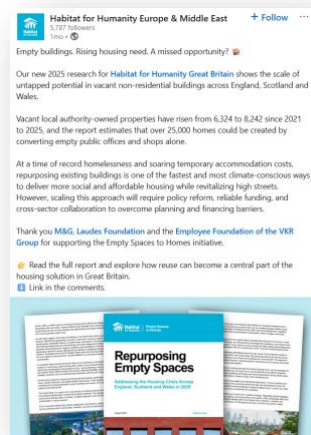 Habitat for Humanity Europe & Middle East
+ Follow
5,787 followers
1mo
Empty buildings. Rising housing need. A missed opportunity?
Our new 2025 research for Habitat for Humanity Great Britain shows the scale of
untapped potential in vacant non-residential buildings across England, Scotland and
Wales.
Vacant local authority-owned properties have risen from 6,324 to 8,242 since 2021
to 2025, and the report estimates that over 25,000 homes could be created by
converting empty public offices and shops alone.
At a time of record homelessness and soaring temporary accommodation costs,
repurposing existing buildings is one of the fastest and most climate-conscious ways
to deliver more social and affordable housing while revitalizing high streets.
However, scaling this approach will require policy reform, reliable funding, and
cross-sector collaboration to overcome planning and financing barriers.
Thank you M&G, Laudes Foundation and the Employee Foundation of the VKR
Group for supporting the Empty Spaces to Homes initiative.
👉 Read the full report and explore how reuse can become a central part of the
housing solution in Great Britain.
⬇️ Link in the comments.
Repurposing
Empty Spaces
Addressing the Housing Crisis Across
England, Scotland and Wales in 2025